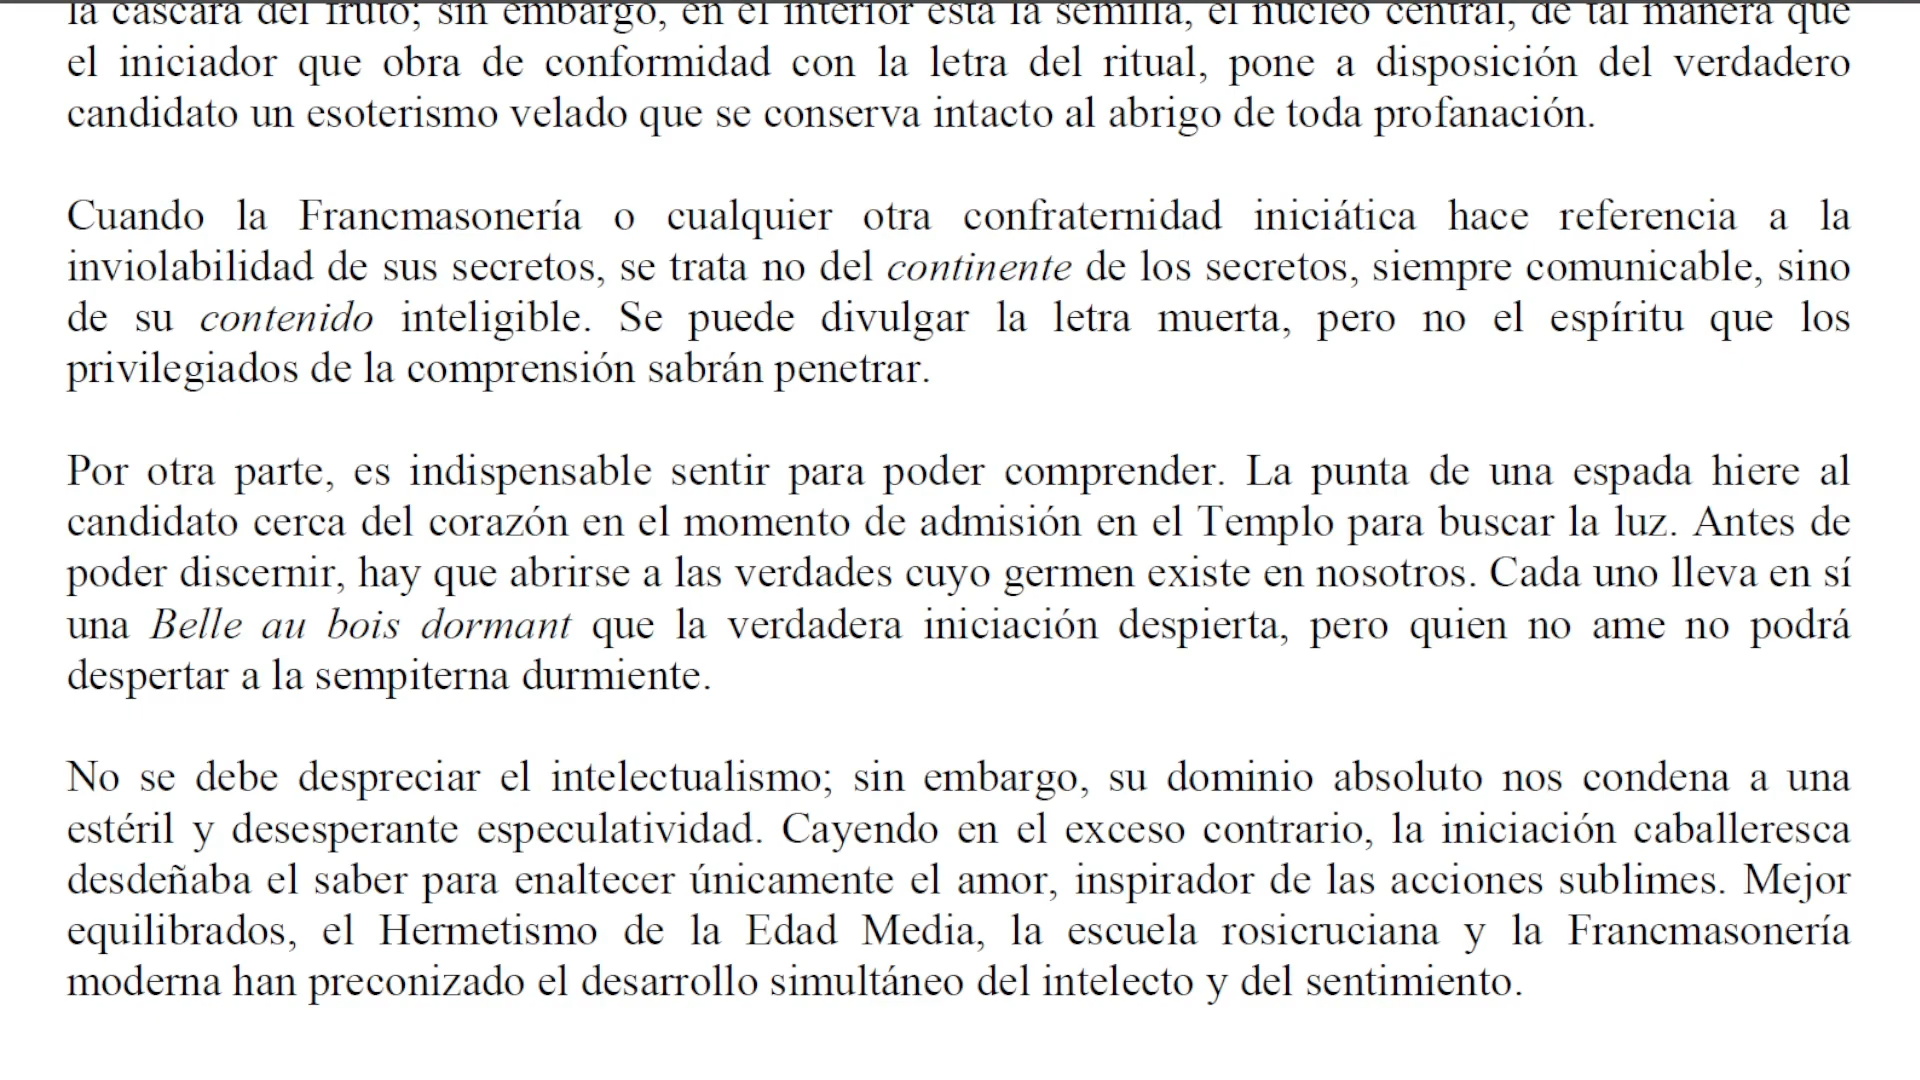 la cáscara del fruto; sin embargo, en el interior está la semilla, el núcleo central, de tal manera que
el iniciador que obra de conformidad con la letra del ritual, pone a disposición del verdadero
candidato un esoterismo velado que se conserva intacto al abrigo de toda profanación.
Cuando la Francmasonería o cualquier otra confraternidad iniciática hace referencia a la
inviolabilidad de sus secretos, se trata no del continente de los secretos, siempre comunicable, sino
de su contenido inteligible. Se puede divulgar la letra muerta, pero no el espíritu que los
privilegiados de la comprensión sabrán penetrar.
Por otra parte, es indispensable sentir para poder comprender. La punta de una espada hiere al
candidato cerca del corazón en el momento de admisión en el Templo para buscar la luz. Antes de
poder discernir, hay que abrirse a las verdades cuyo germen existe en nosotros. Cada uno lleva en sí
una Belle au bois dormant que la verdadera iniciación despierta, pero quien no ame no podrá
despertar a la sempiterna durmiente.
No se debe despreciar el intelectualismo; sin embargo, su dominio absoluto nos condena a una
estéril y desesperante especulatividad. Cayendo en el exceso contrario, la iniciación caballeresca
desdeñaba el saber para enaltecer únicamente el amor, inspirador de las acciones sublimes. Mejor
equilibrados, el Hermetismo de la Edad Media, la escuela rosicruciana y la Francmasonería
moderna han preconizado el desarrollo simultáneo del intelecto y del sentimiento.